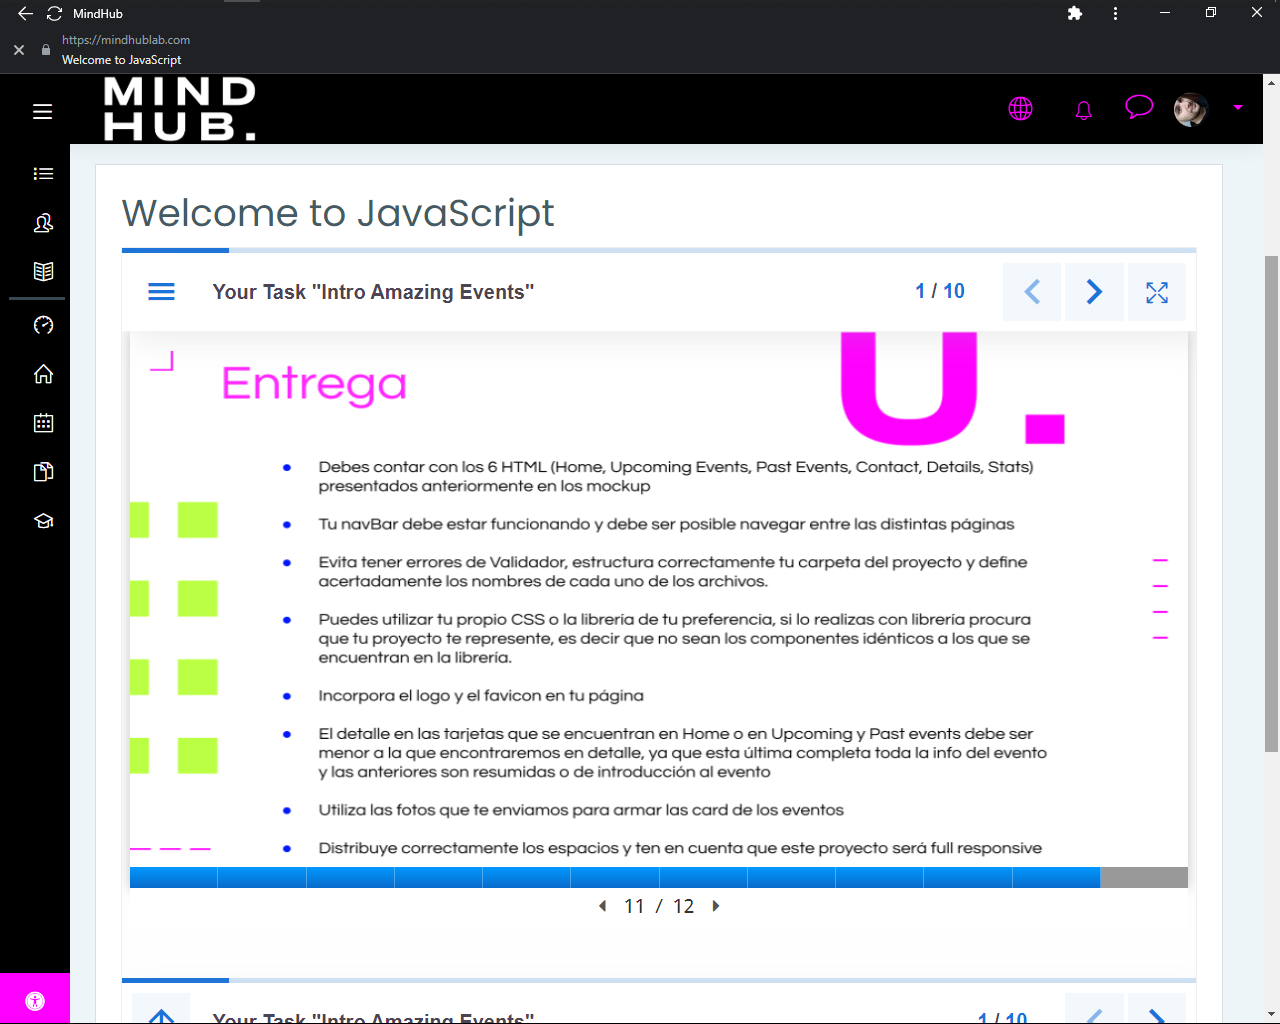 MindHub
https://mindhublab.com
Welcome to JavaScript
MIND
HUB.
Welcome to JavaScript
Your Task "Intro Amazing Events"
1 / 10
U.
Entrega
Debes contar con los 6 HTML (Home, Upcoming Events, Past Events, Contact, Details, Stats)
presentados anteriormente en los mockup
Tu navBar debe estar funcionando y debe ser posible navegar entre las distintas páginas
Evita tener errores de Validador, estructura correctamente tu carpeta del proyecto y define
acertadamente los nombres de cada uno de los archivos.
Puedes utilizar tu propio CSS o la librería de tu preferencia, si lo realizas con librería procura
que tu proyecto te represente, es decir que no sean los componentes idénticos a los que se
encuentran en la librería.
Incorpora el logo y el favicon en tu página
El detalle en las tarjetas que se encuentran en Home o en Upcoming y Past events debe ser
menor a la que encontraremos en detalle, ya que esta última completa toda la info del evento
y las anteriores son resumidas o de introducción al evento
Utiliza las fotos que te enviamos para armar las card de los eventos
Distribuye correctamente los espacios y ten en cuenta que este proyecto será full responsive
11 / 12
Your Task "Intro Amazing Events"
1 / 10